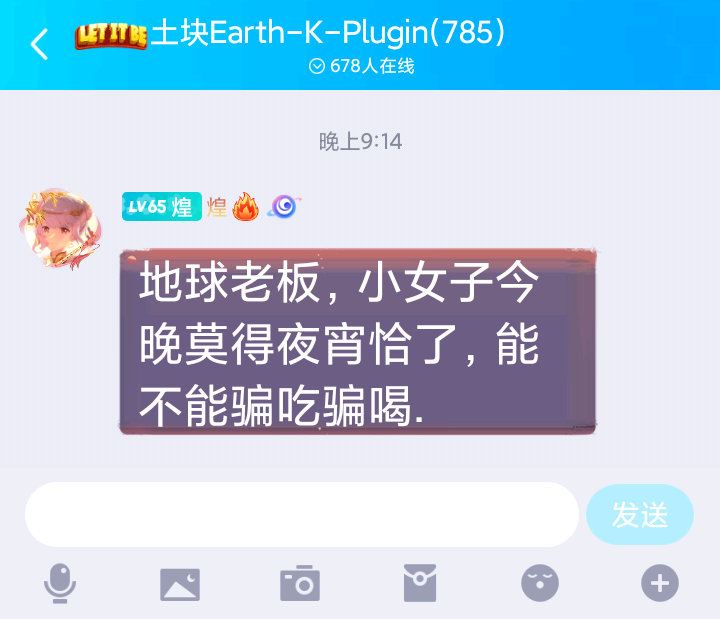 LET IT BE土块Earth-K-Plugin(785)
678人在线
晚上9:14
LV65 煌 煌
地球老板, 小女子今
晚莫得夜宵恰了, 能
不能骗吃骗喝.
发送